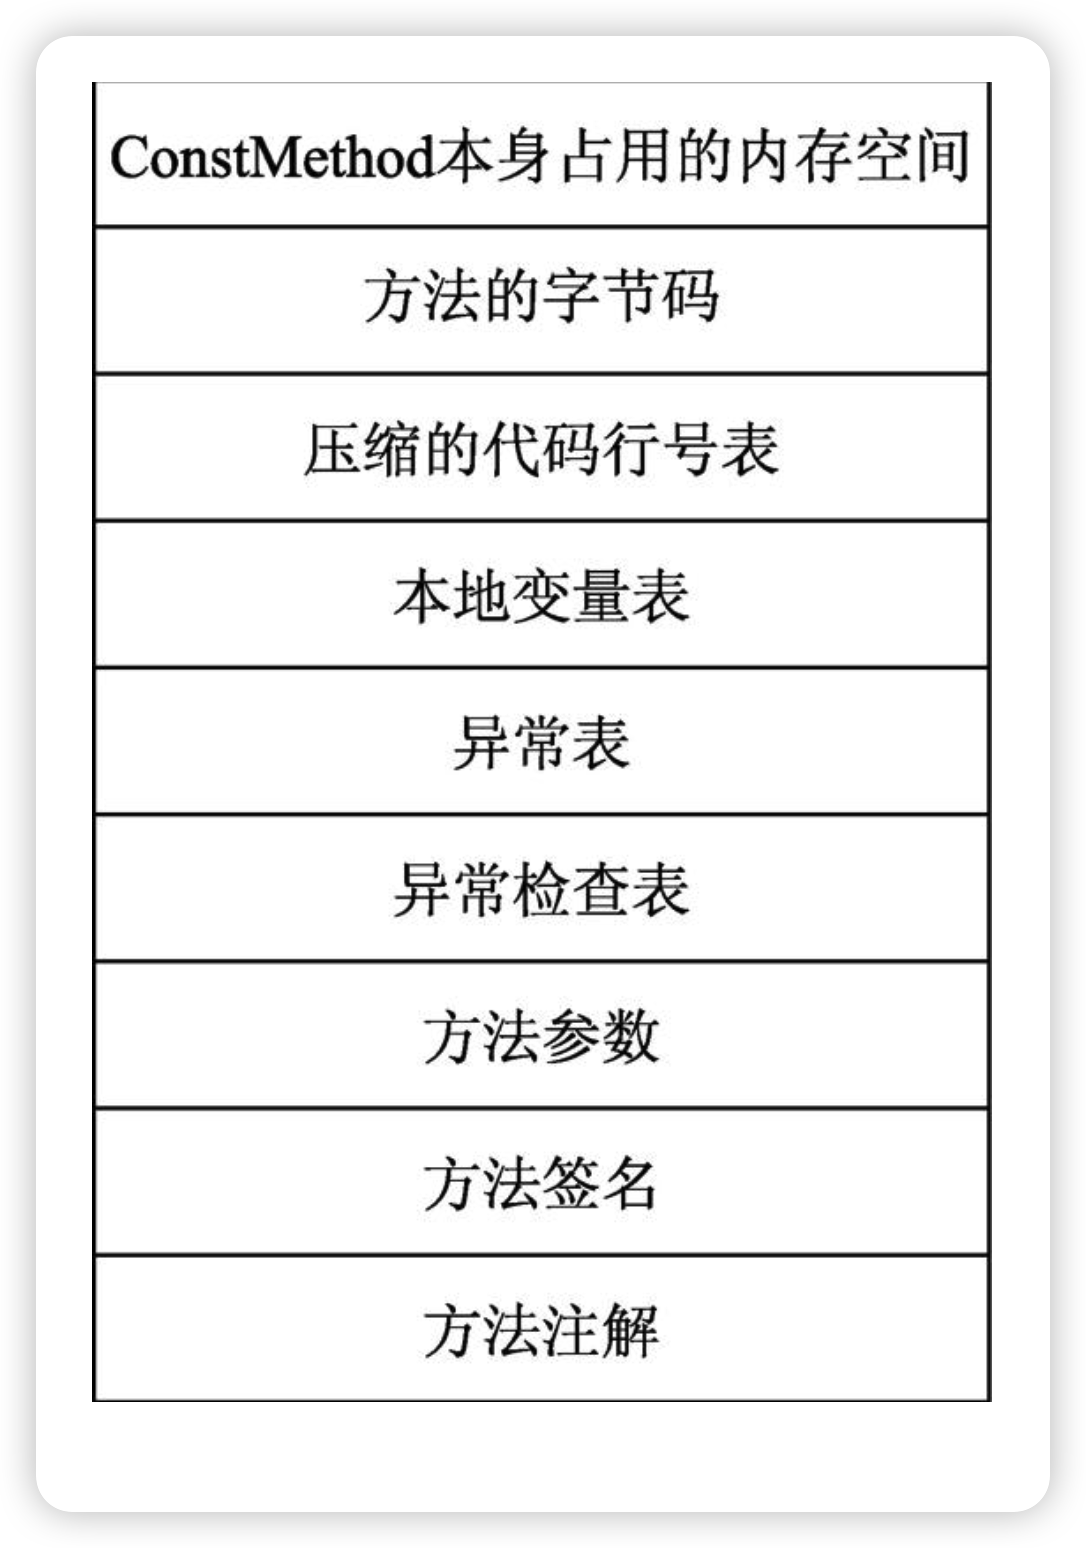 ConstMethod本身占用的内存空间
方法的字节码
压缩的代码行号表
本地变量表
异常表
异常检查表
方法参数
方法签名
方法注解